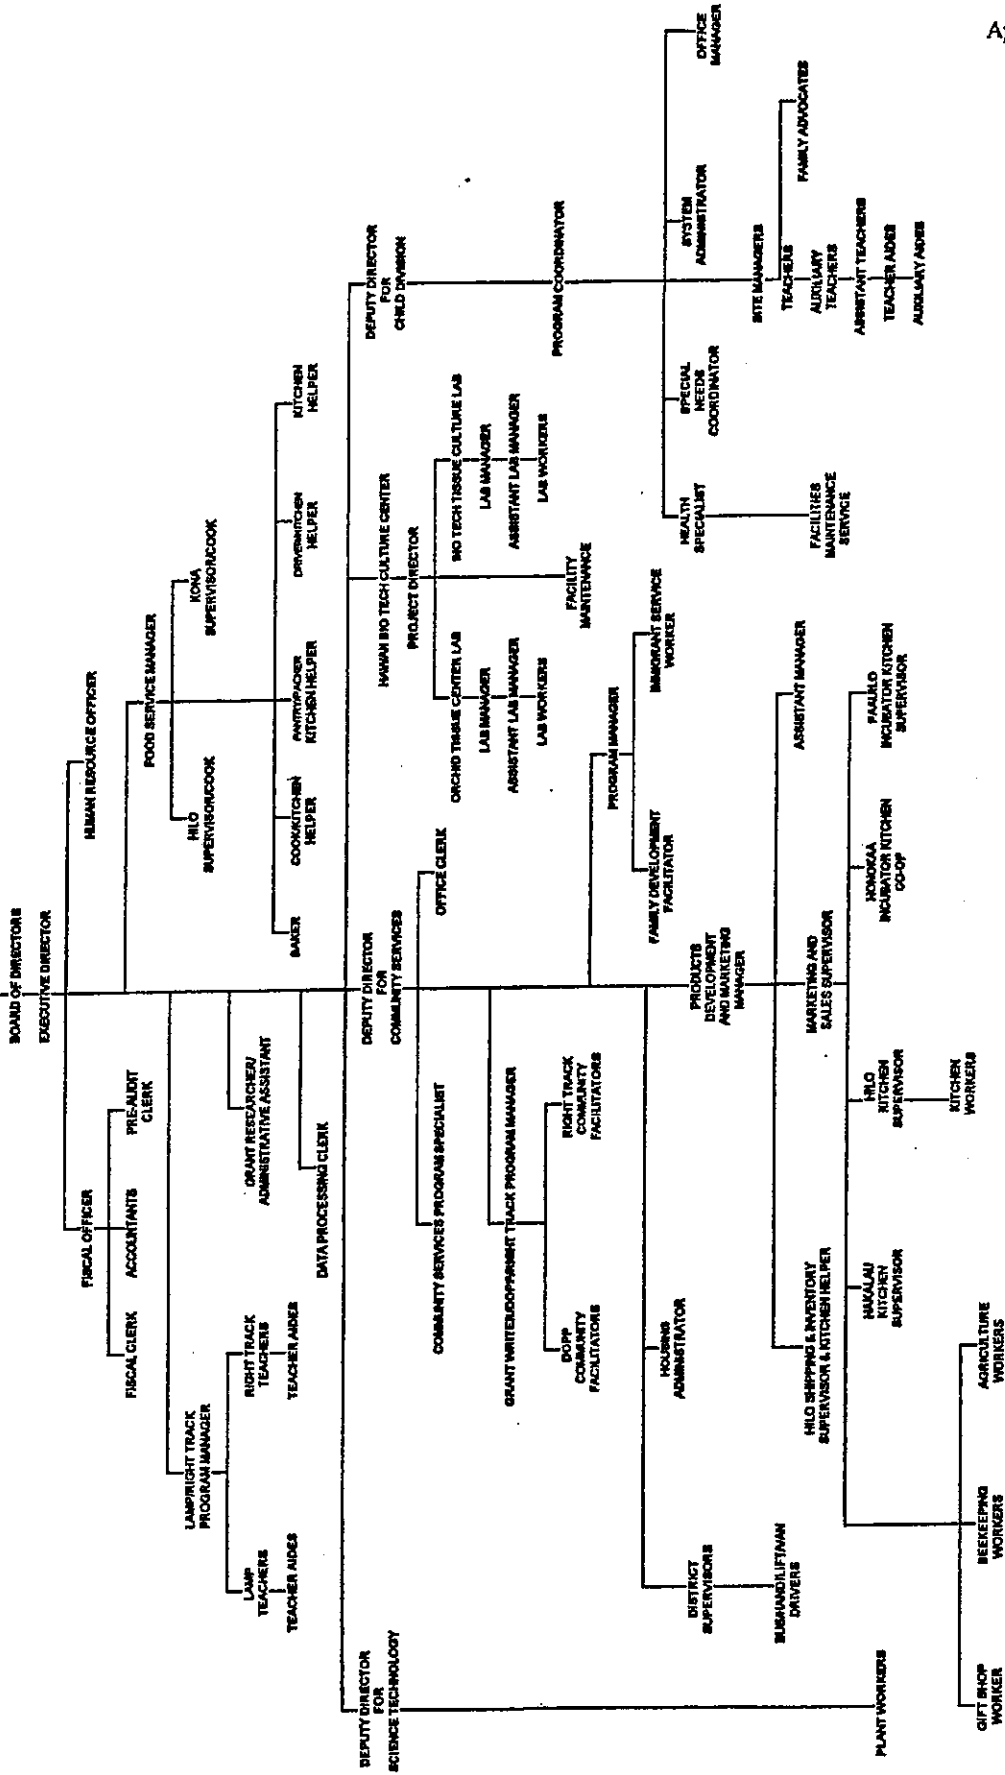 BOARD OF DIRECTORS
EXECUTIVE DIRECTOR
FISCAL OFFICER
HUMAN RESOURCE OFFICER
FISCAL CLERK
ACCOUNTANTS
PRE-AUDIT
CLERK
FOOD SERVICE MANAGER
HILO
SUPERVISOR/COOK
KONA
SUPERVISOR/COOK
LAMP/RIGHT TRACK
PROGRAM MANAGER
LAMP
TEACHERS
TEACHER AIDES
RIGHT TRACK
TEACHERS
TEACHER AIDES
GRANT RESEARCHER/
ADMINISTRATIVE ASSISTANT
BAKER
COOK/KITCHEN
HELPER
PANTRY/PACKER
KITCHEN HELPER
DRIVER/KITCHEN
HELPER
KITCHEN
HELPER
DATA PROCESSING CLERK
DEPUTY DIRECTOR
FOR
SCIENCE TECHNOLOGY
PLANT WORKERS
DEPUTY DIRECTOR
FOR
COMMUNITY SERVICES
HAWAII BIO TECH CULTURE CENTER
PROJECT DIRECTOR
DEPUTY DIRECTOR
FOR
CHILD DIVISION
COMMUNITY SERVICES PROGRAM SPECIALIST
OFFICE CLERK
ORCHID TISSUE CENTER LAB
LAB MANAGER
ASSISTANT LAB MANAGER
LAB WORKERS
BIO TECH TISSUE CULTURE LAB
LAB MANAGER
ASSISTANT LAB MANAGER
LAB WORKERS
FACILITY
MAINTENANCE
GRANT WRITER/DOPP/RIGHT TRACK PROGRAM MANAGER
DOPP
COMMUNITY
FACILITATORS
RIGHT TRACK
COMMUNITY
FACILITATORS
PROGRAM MANAGER
FAMILY DEVELOPMENT
FACILITATOR
IMMIGRANT SERVICE
WORKER
PROGRAM COORDINATOR
HEALTH
SPECIALIST
SPECIAL
NEEDS
COORDINATOR
SYSTEM
ADMINISTRATOR
OFFICE
MANAGER
FACILITIES
MAINTENANCE
SERVICE
SITE MANAGERS
TEACHERS
AUXILIARY
TEACHERS
ASSISTANT TEACHERS
TEACHER AIDES
AUXILIARY AIDES
FAMILY ADVOCATES
DISTRICT
SUPERVISORS
BUS/HANDILIFT/VAN
DRIVERS
HOUSING
ADMINISTRATOR
PRODUCTS
DEVELOPMENT
AND MARKETING
MANAGER
HILO SHIPPING & INVENTORY
SUPERVISOR & KITCHEN HELPER
MARKETING AND
SALES SUPERVISOR
ASSISTANT MANAGER
HAKALAU
KITCHEN
SUPERVISOR
HILO
KITCHEN
SUPERVISOR
KITCHEN
WORKERS
HONOKAA
INCUBATOR KITCHEN
CO-OP
PAAUILO
INCUBATOR KITCHEN
SUPERVISOR
GIFT SHOP
WORKER
BEEKEEPING
WORKERS
AGRICULTURE
WORKERS